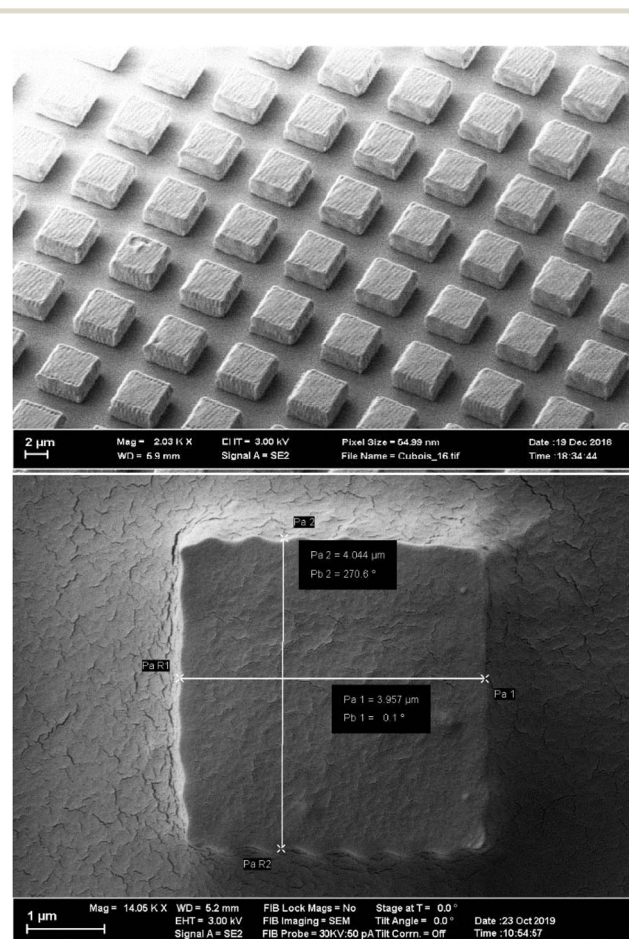 2 µm
Mag = 2.03 K X
EHT = 3.00 kV
Pixel Size = 54.99 nm
Date :19 Dec 2016
WD = 5.9 mm
Signal A = SE2
File Name = Cubois_16.tif
Time :18:34:44
Pa 2
Pa 2 = 4.044 µm
Pb 2 = 270.6 °
Pa R1
Pa 1 = 3.957 µm
Pb 1 = 0.1 °
Pa 1
Pa R2
1 µm
Mag = 14.05 K X
WD = 5.2 mm
FIB Lock Mags = No
Stage at T = 0.0°
EHT = 3.00 kV
FIB Imaging = SEM
Tilt Angle = 0.0°
Date :23 Oct 2019
Signal A = SE2
FIB Probe = 30KV:50 pA
Tilt Corrn. = Off
Time :10:54:57